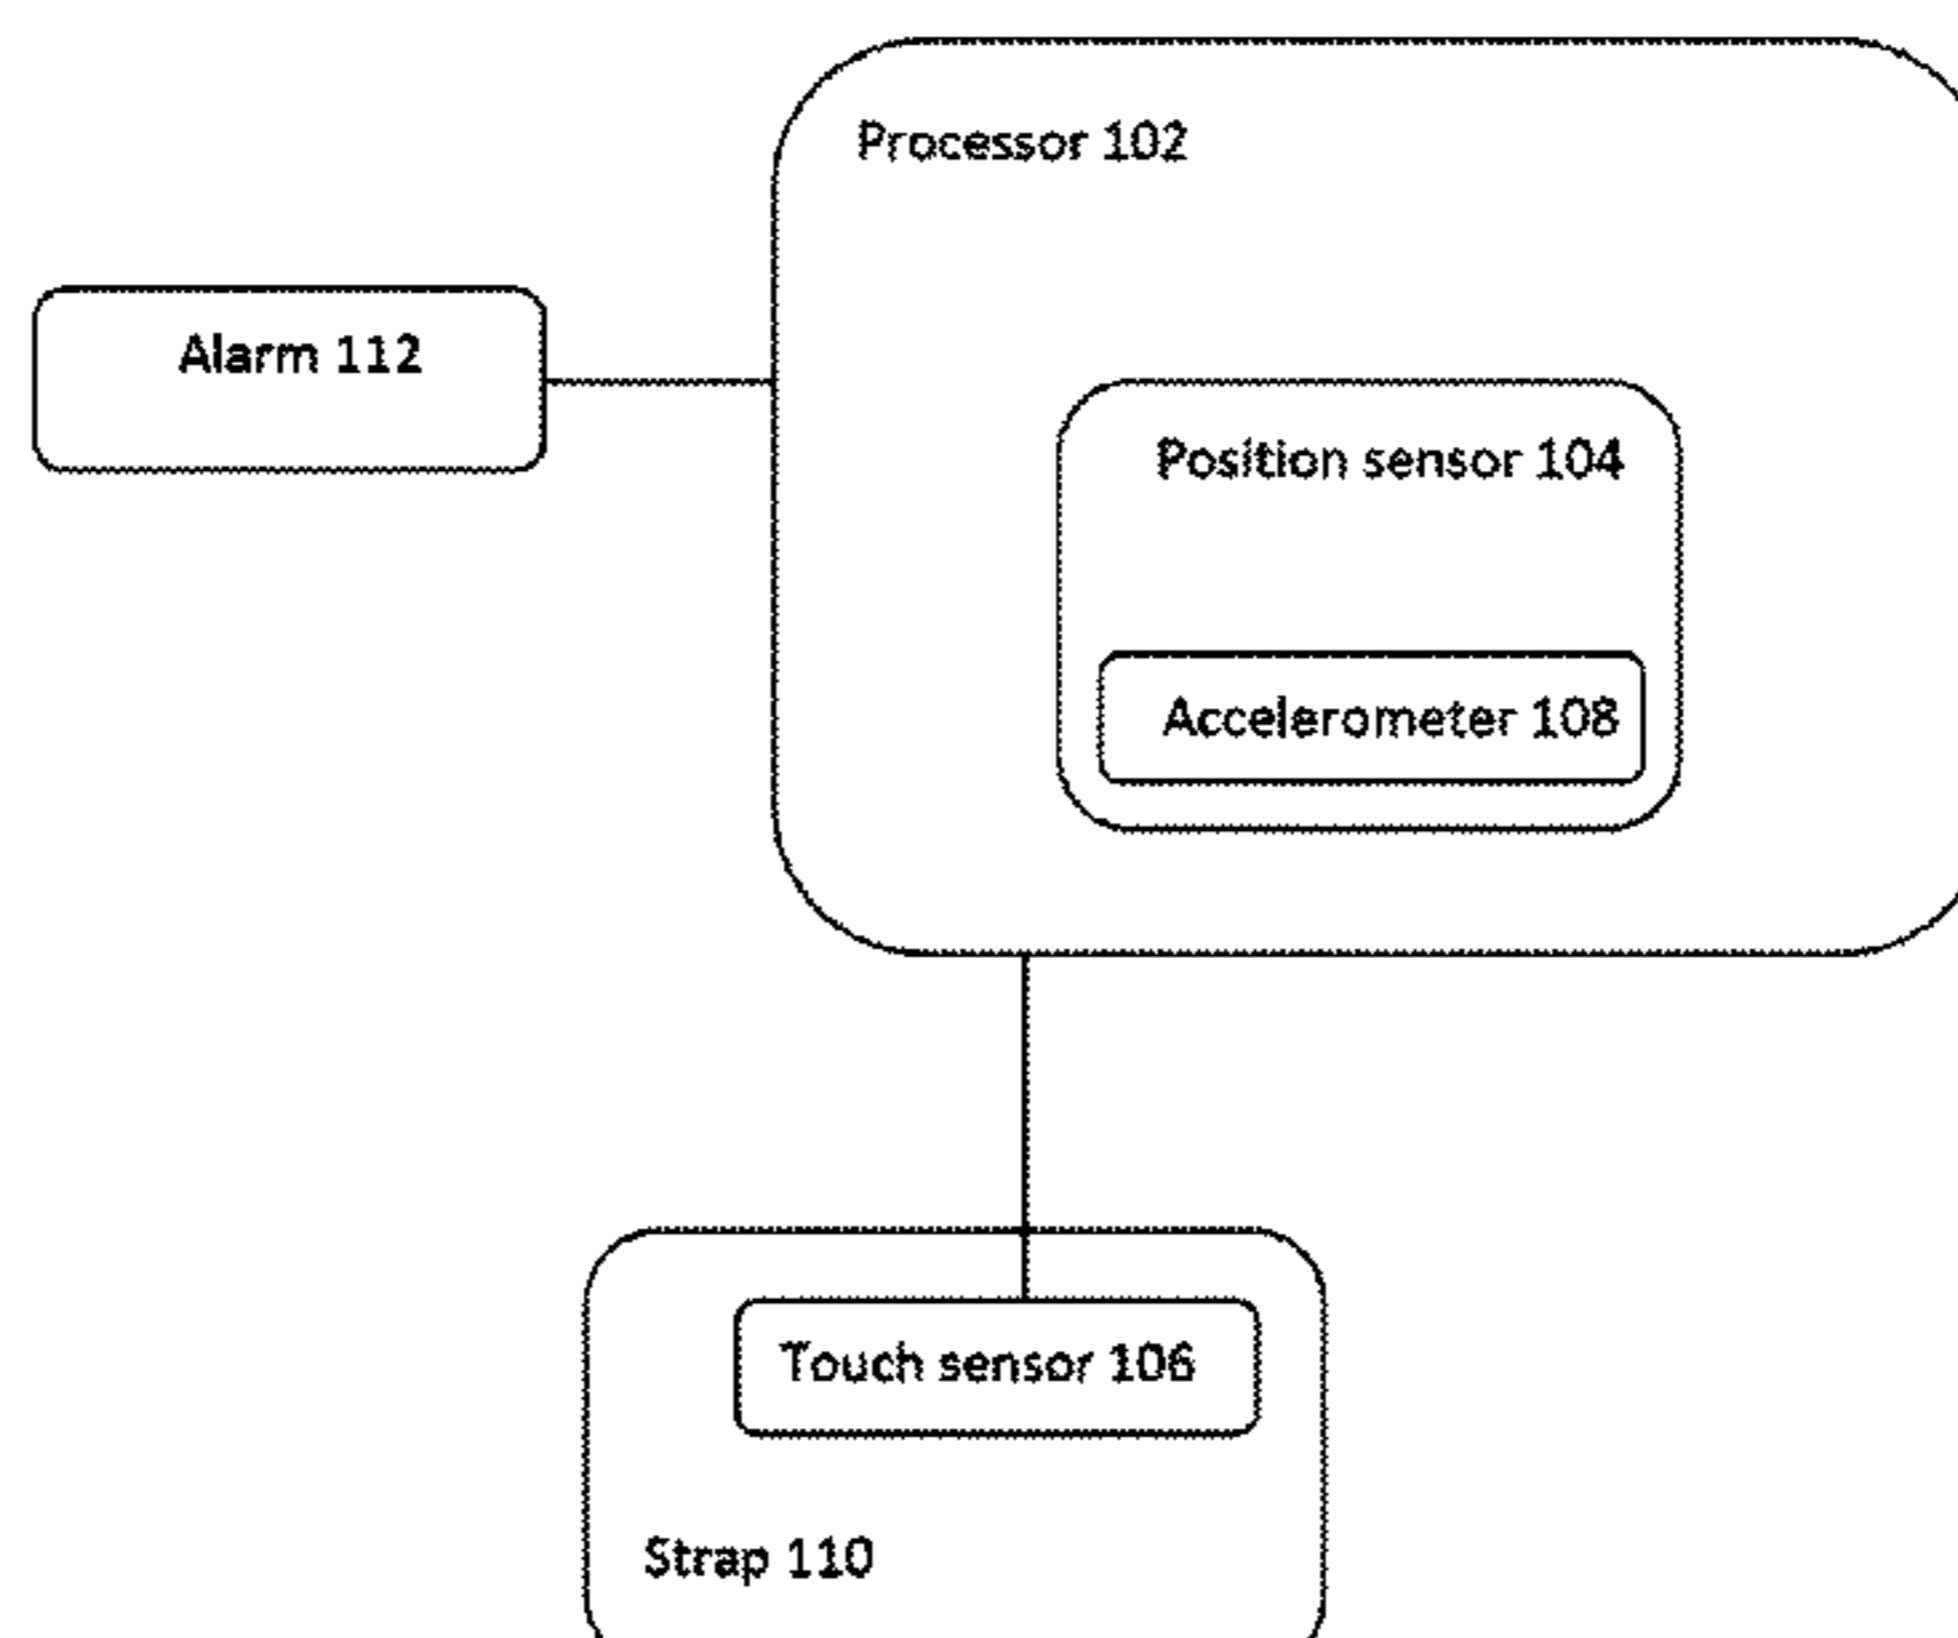 Processor 102
Alarm 112
Position sensor 104
Accelerometer 108
Touch sensor 106
Strap 110